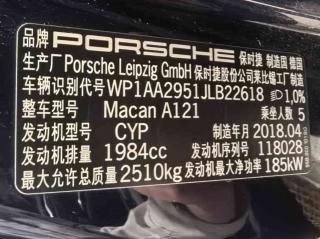 品牌 PORSCHE 保时捷 制造国 德国
生产厂 Porsche Leipzig GmbH 保时捷股份公司莱比锡工厂制造
车辆识别代号 WP1AA2951JLB22618 1,0%
整车型号 Macan A121 乘坐人数 5
发动机型号 CYP 制造年月 2018.04
发动机排量 1984cc 发动机序列号 118028
最大允许总质量 2510kg 发动机最大净功率 185kW